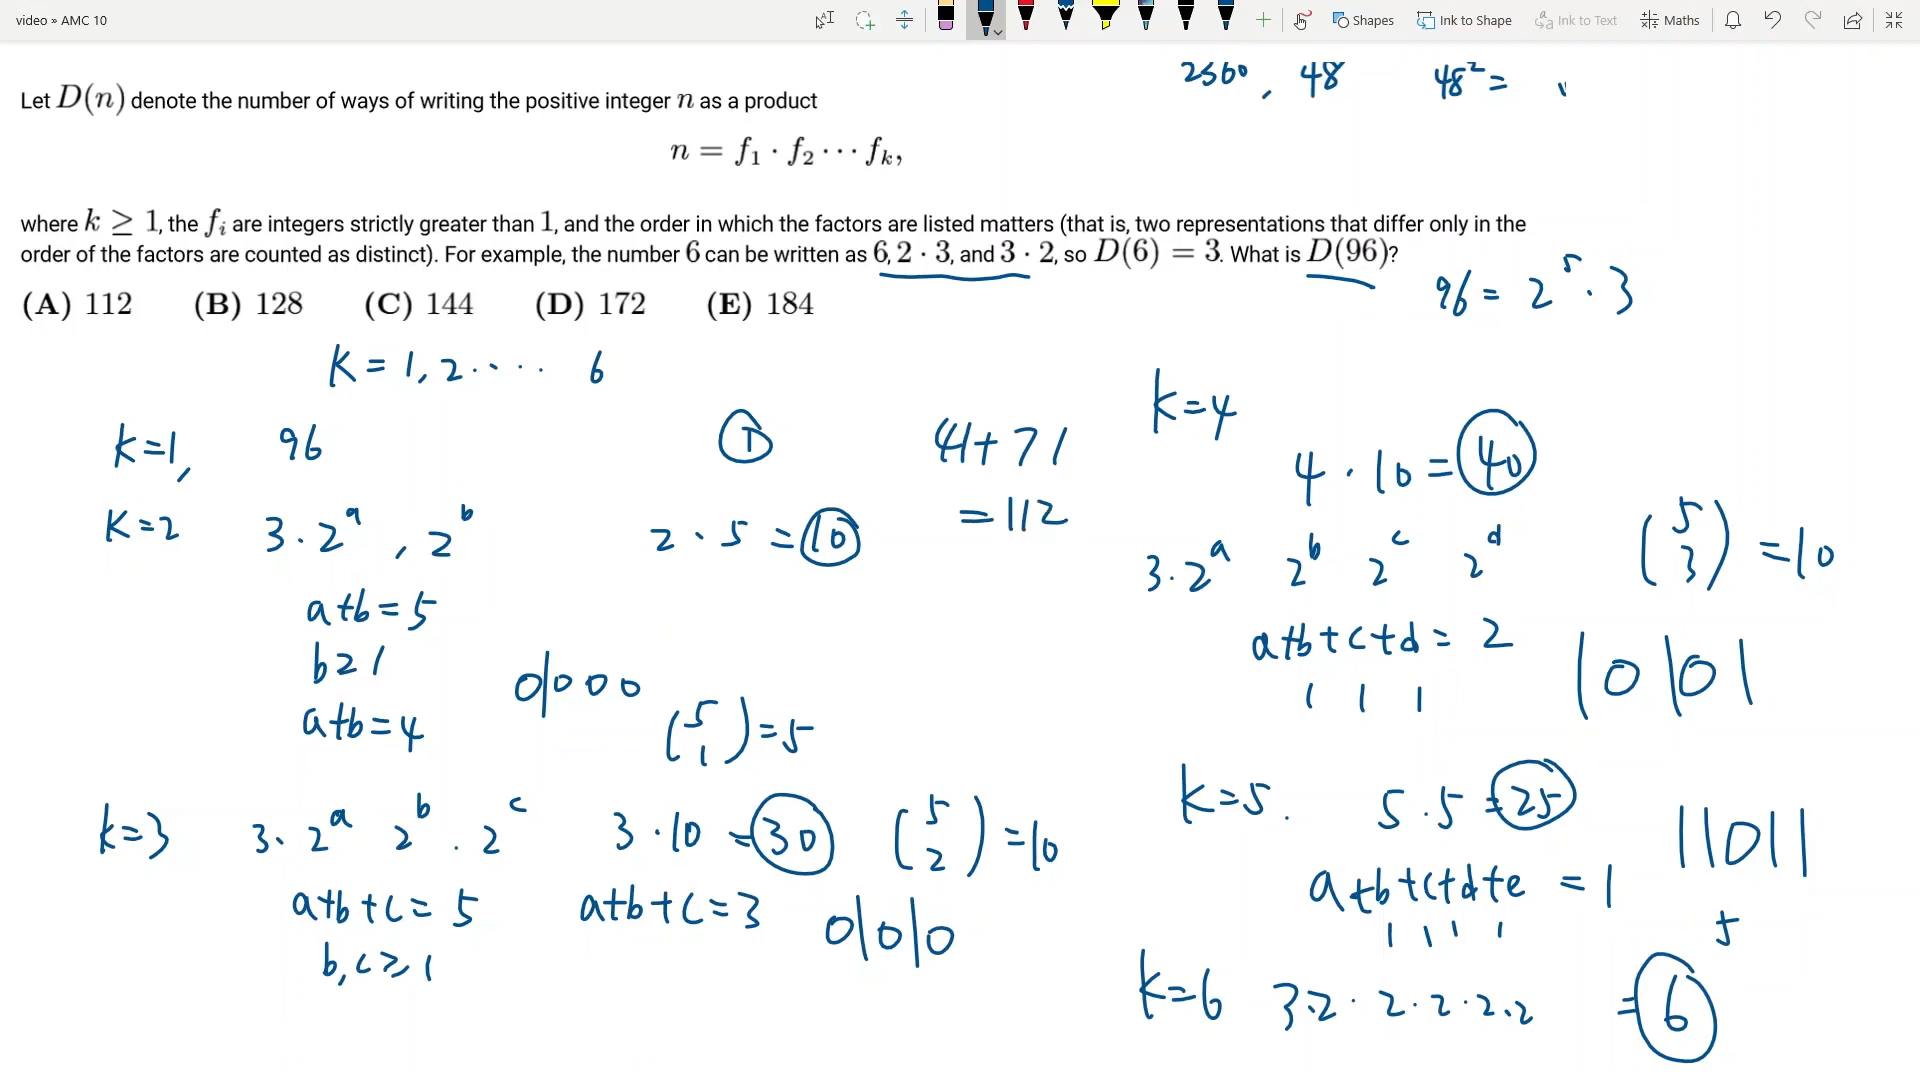 video » AMC 10
Shapes Ink to Shape Ink to Text Maths
48 48² =
Let D(n) denote the number of ways of writing the positive integer n as a product
n = f₁ · f₂ ··· fₖ,
where k ≥ 1, the fᵢ are integers strictly greater than 1, and the order in which the factors are listed matters (that is, two representations that differ only in the
order of the factors are counted as distinct). For example, the number 6 can be written as 6, 2 · 3, and 3 · 2, so D(6) = 3. What is D(96)?
96 = 2⁵ · 3
(A) 112 (B) 128 (C) 144 (D) 172 (E) 184
K = 1, 2 ···· 6
k=1, 96 1
K=2 3·2ᵃ, 2ᵇ 2 · 5 = 10
a+b = 5
b ≥ 1
a+b = 4
0|000
(5 1) = 5
41 + 71
= 112
k=3 3·2ᵃ 2ᵇ · 2ᶜ 3 · 10 = 30 (5 2) = 10
a+b+c = 5 a+b+c = 3 0|0|0
b, c ≥ 1
k=4
4 · 10 = 40
3·2ᵃ 2ᵇ 2ᶜ 2ᵈ (5 3) = 10
a+b+c+d = 2 |0|0|
1 1 1
k=5. 5 · 5 = 25 ||0||
a+b+c+d+e = 1
1 1 1 1 5
k=6 3·2·2·2·2·2 = 6